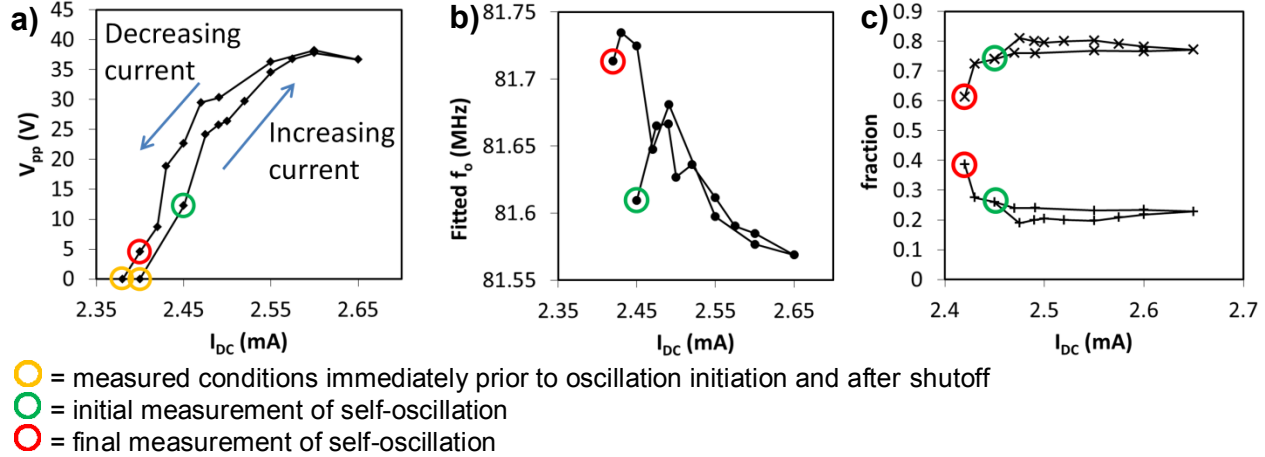 a)
45
40
35
30
25
20
15
10
5
0
Vpp (V)
Decreasing
current
Increasing
current
2.35
2.45
2.55
2.65
IDC (mA)
b)
81.75
81.7
81.65
81.6
81.55
Fitted fo (MHz)
2.35
2.45
2.55
2.65
IDC (mA)
c)
0.9
0.8
0.7
0.6
0.5
0.4
0.3
0.2
0.1
0
fraction
2.4
2.5
2.6
2.7
IDC (mA)
= measured conditions immediately prior to oscillation initiation and after shutoff
= initial measurement of self-oscillation
= final measurement of self-oscillation